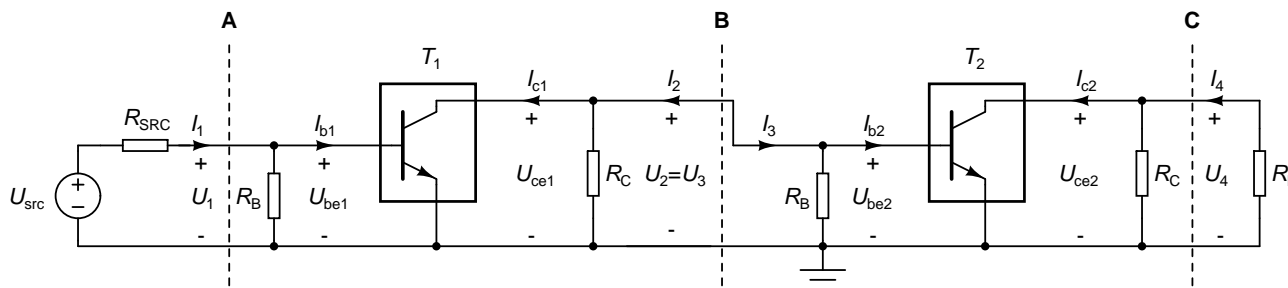 A B C
T1 T2
Ic1 I2 Ic2 I4
RSRC I1 Ib1 + + I3 Ib2 + +
+ + + +
Usrc + − U1 RB Ube1 Uce1 RC U2=U3 RB Ube2 Uce2 RC U4 R
- - - - - - -